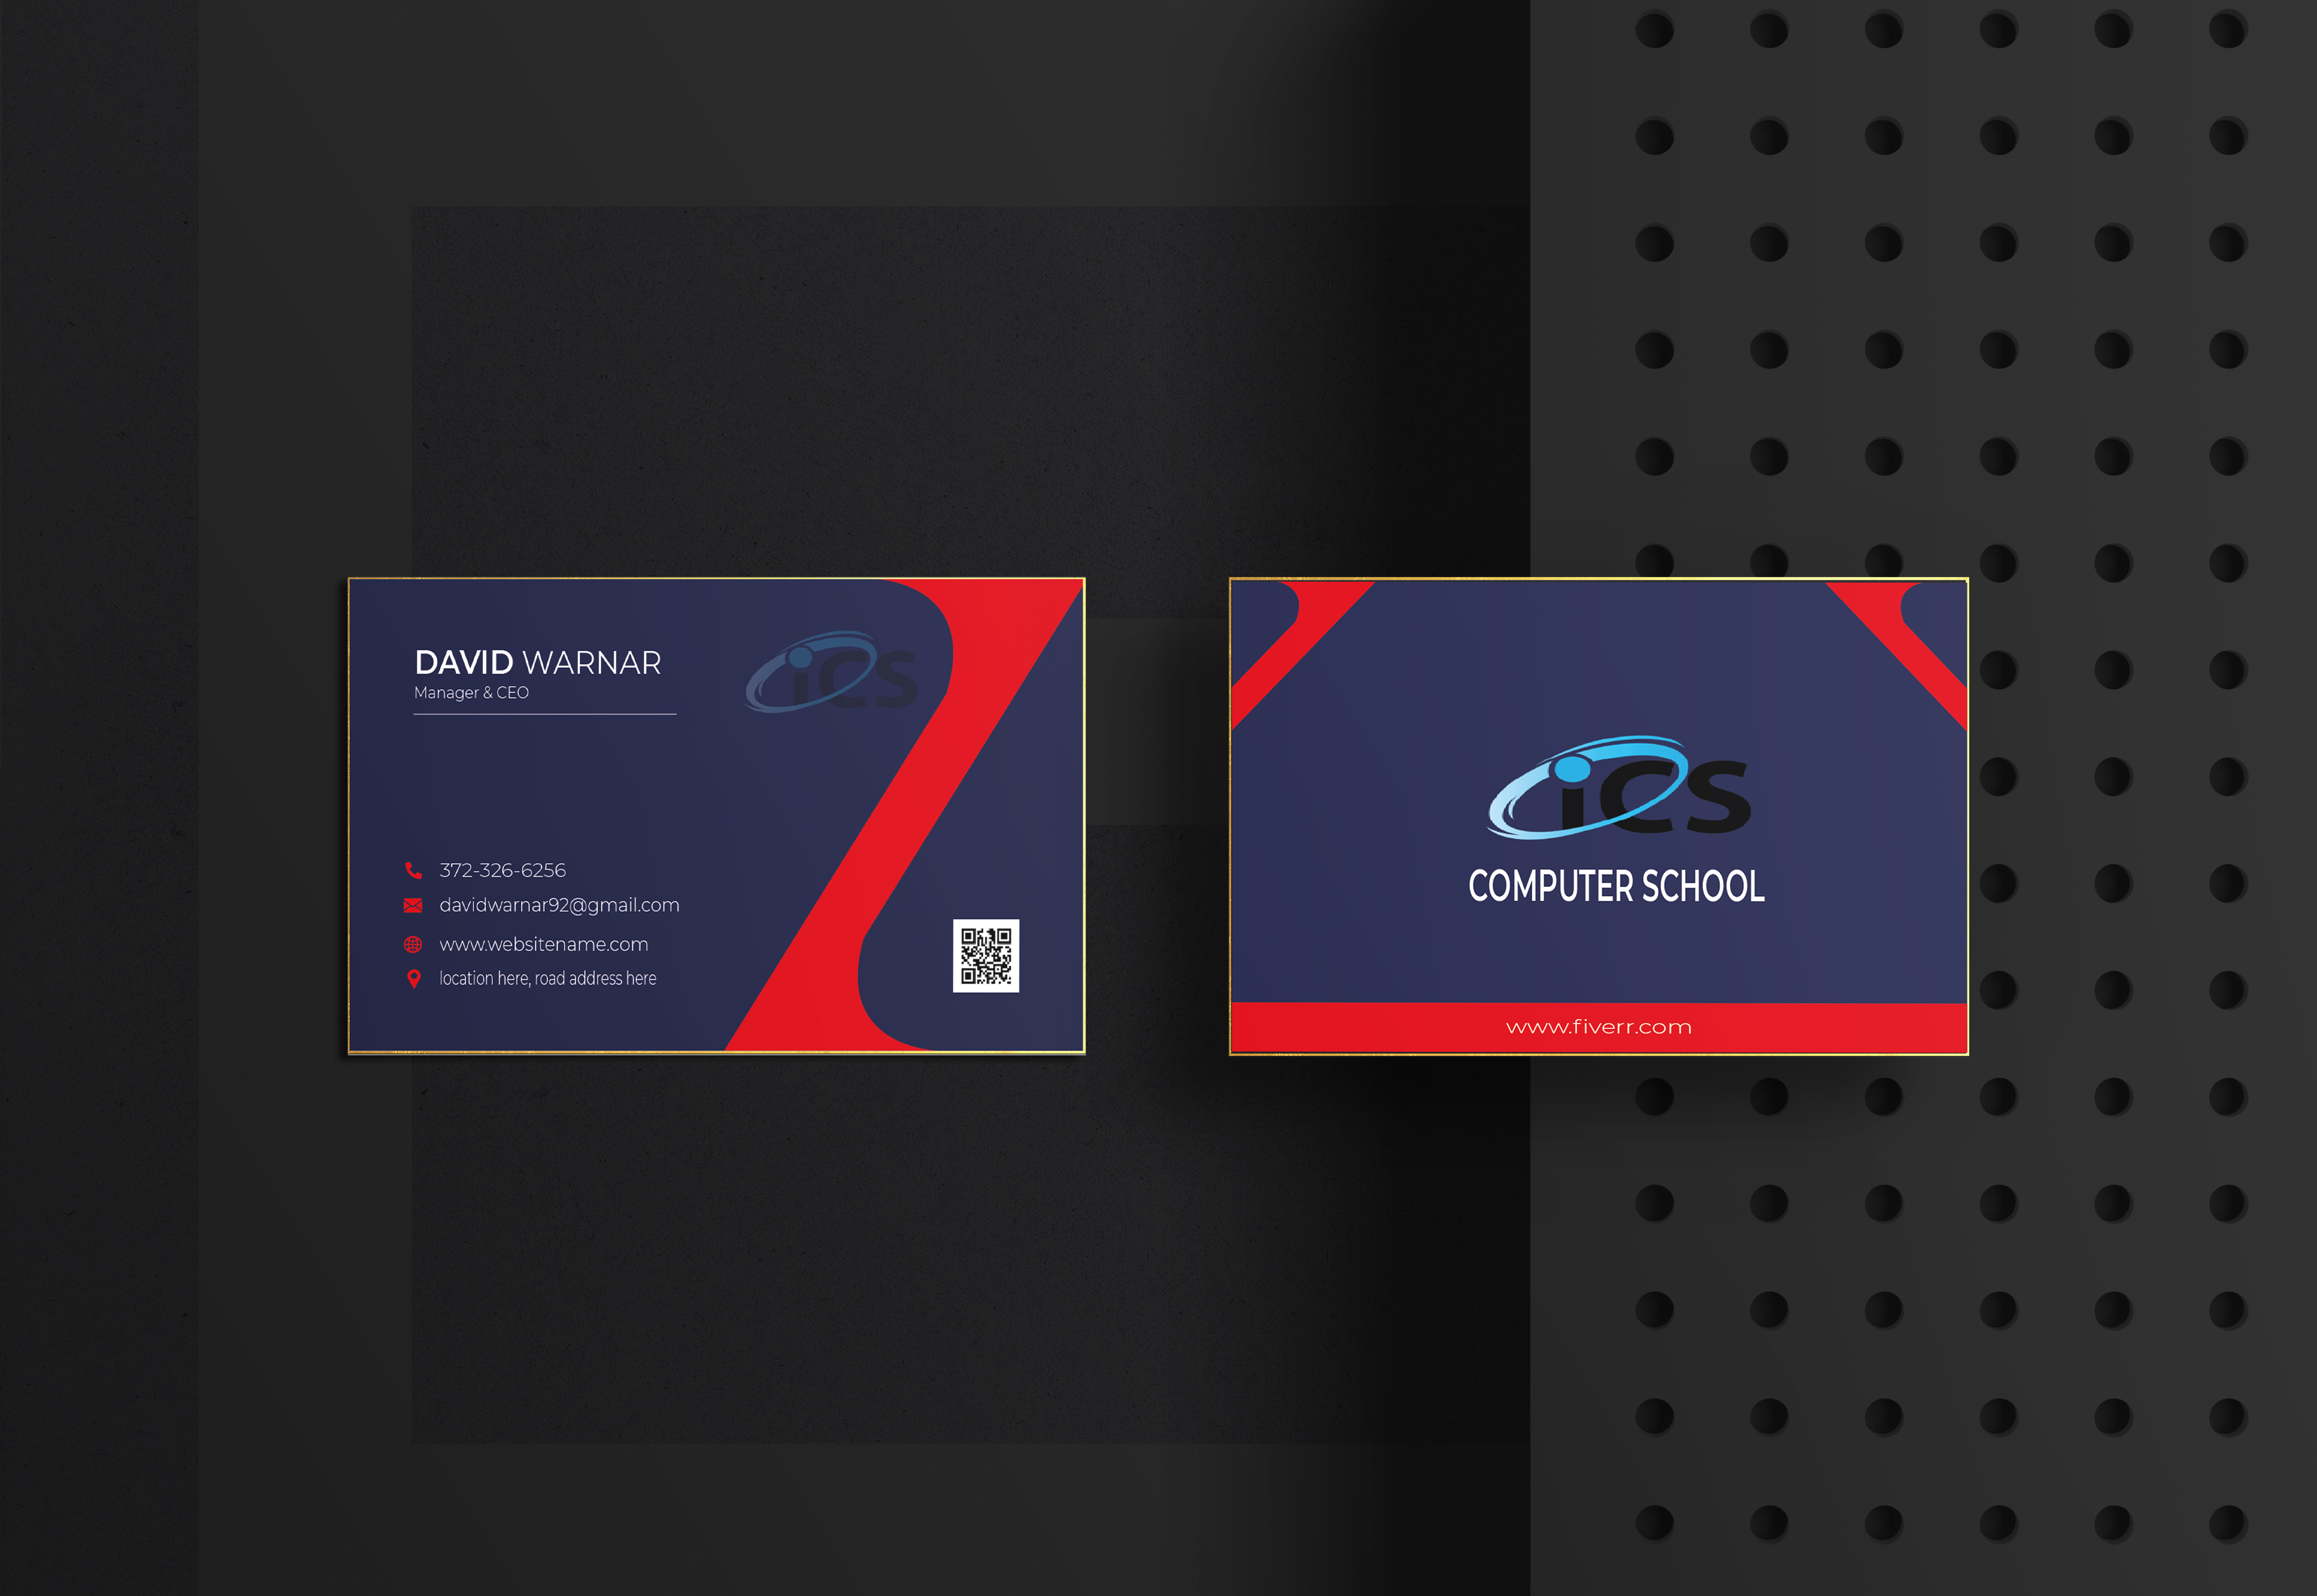 DAVID WARNAR
Manager & CEO
iCS
372-326-6256
davidwarnar92@gmail.com
www.websitename.com
location here, road address here
iCS
COMPUTER SCHOOL
www.fiverr.com